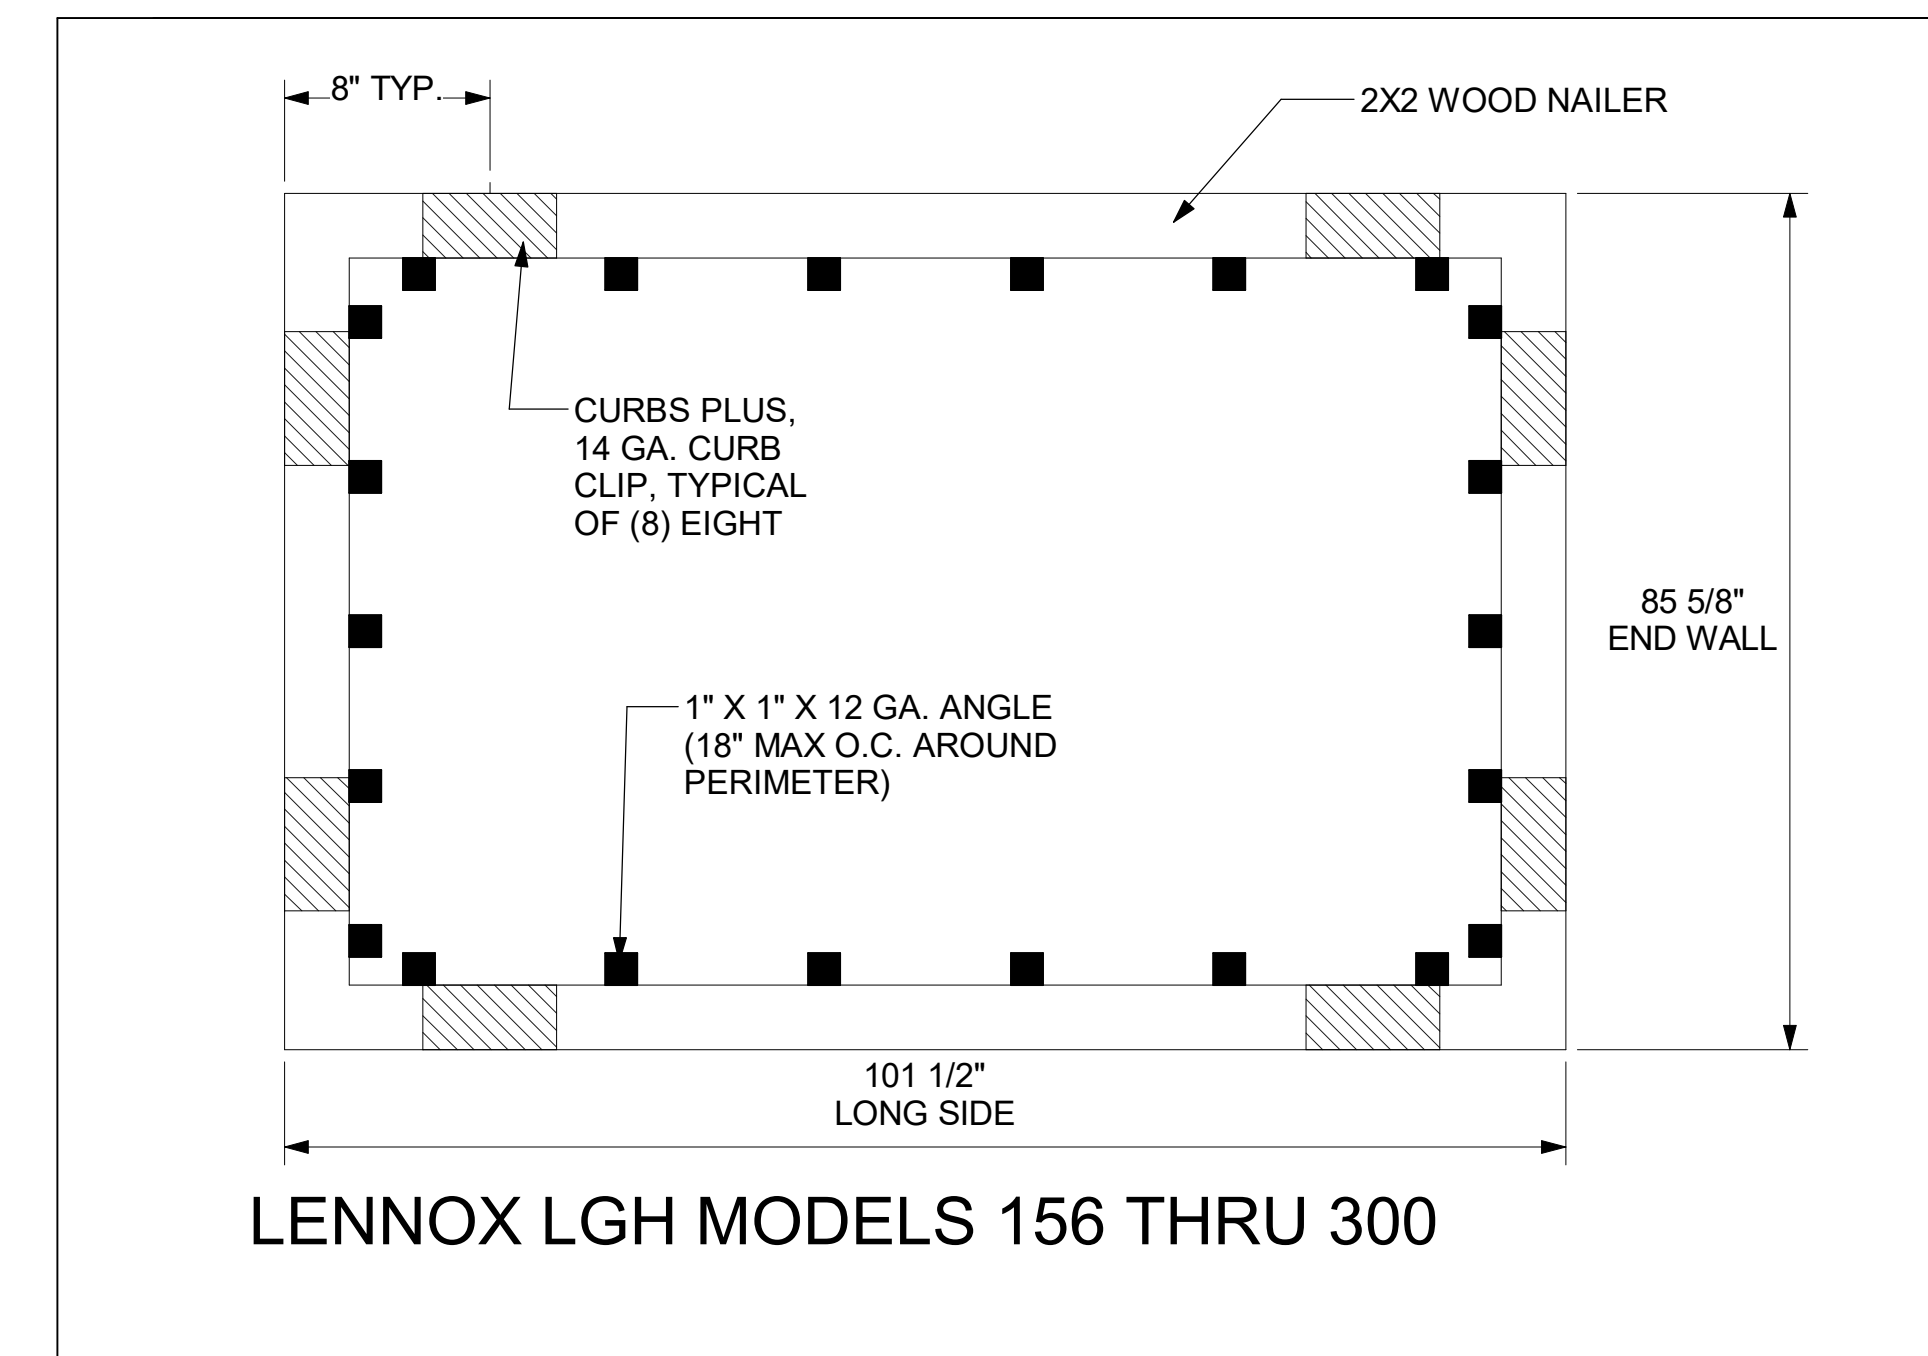 8" TYP.
2X2 WOOD NAILER
CURBS PLUS,
14 GA. CURB
CLIP, TYPICAL
OF (8) EIGHT
85 5/8"
END WALL
1" X 1" X 12 GA. ANGLE
(18" MAX O.C. AROUND
PERIMETER)
101 1/2"
LONG SIDE
LENNOX LGH MODELS 156 THRU 300